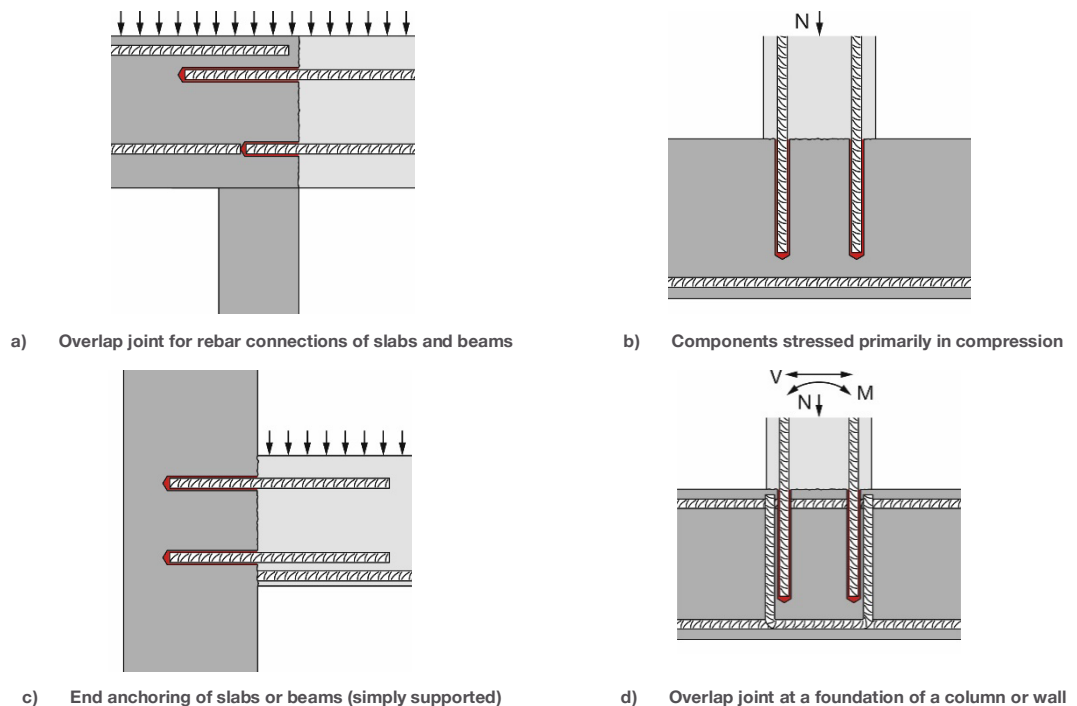 N
a) Overlap joint for rebar connections of slabs and beams
b) Components stressed primarily in compression
V
M
N
c) End anchoring of slabs or beams (simply supported)
d) Overlap joint at a foundation of a column or wall